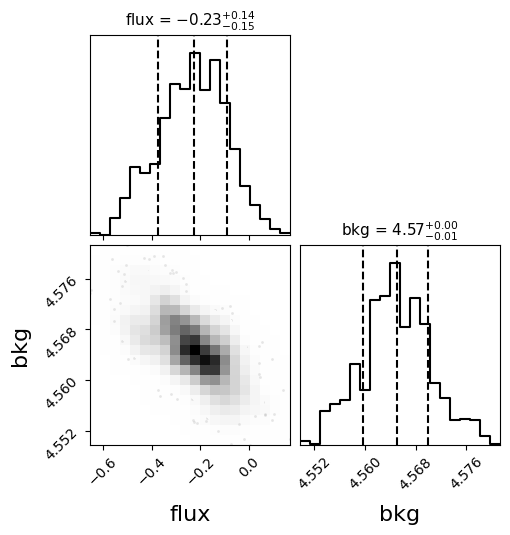 flux = −0.23+0.14−0.15
bkg = 4.57+0.00−0.01
bkg
4.576
4.568
4.560
4.552
−0.6 −0.4 −0.2 0.0
4.552 4.560 4.568 4.576
flux bkg